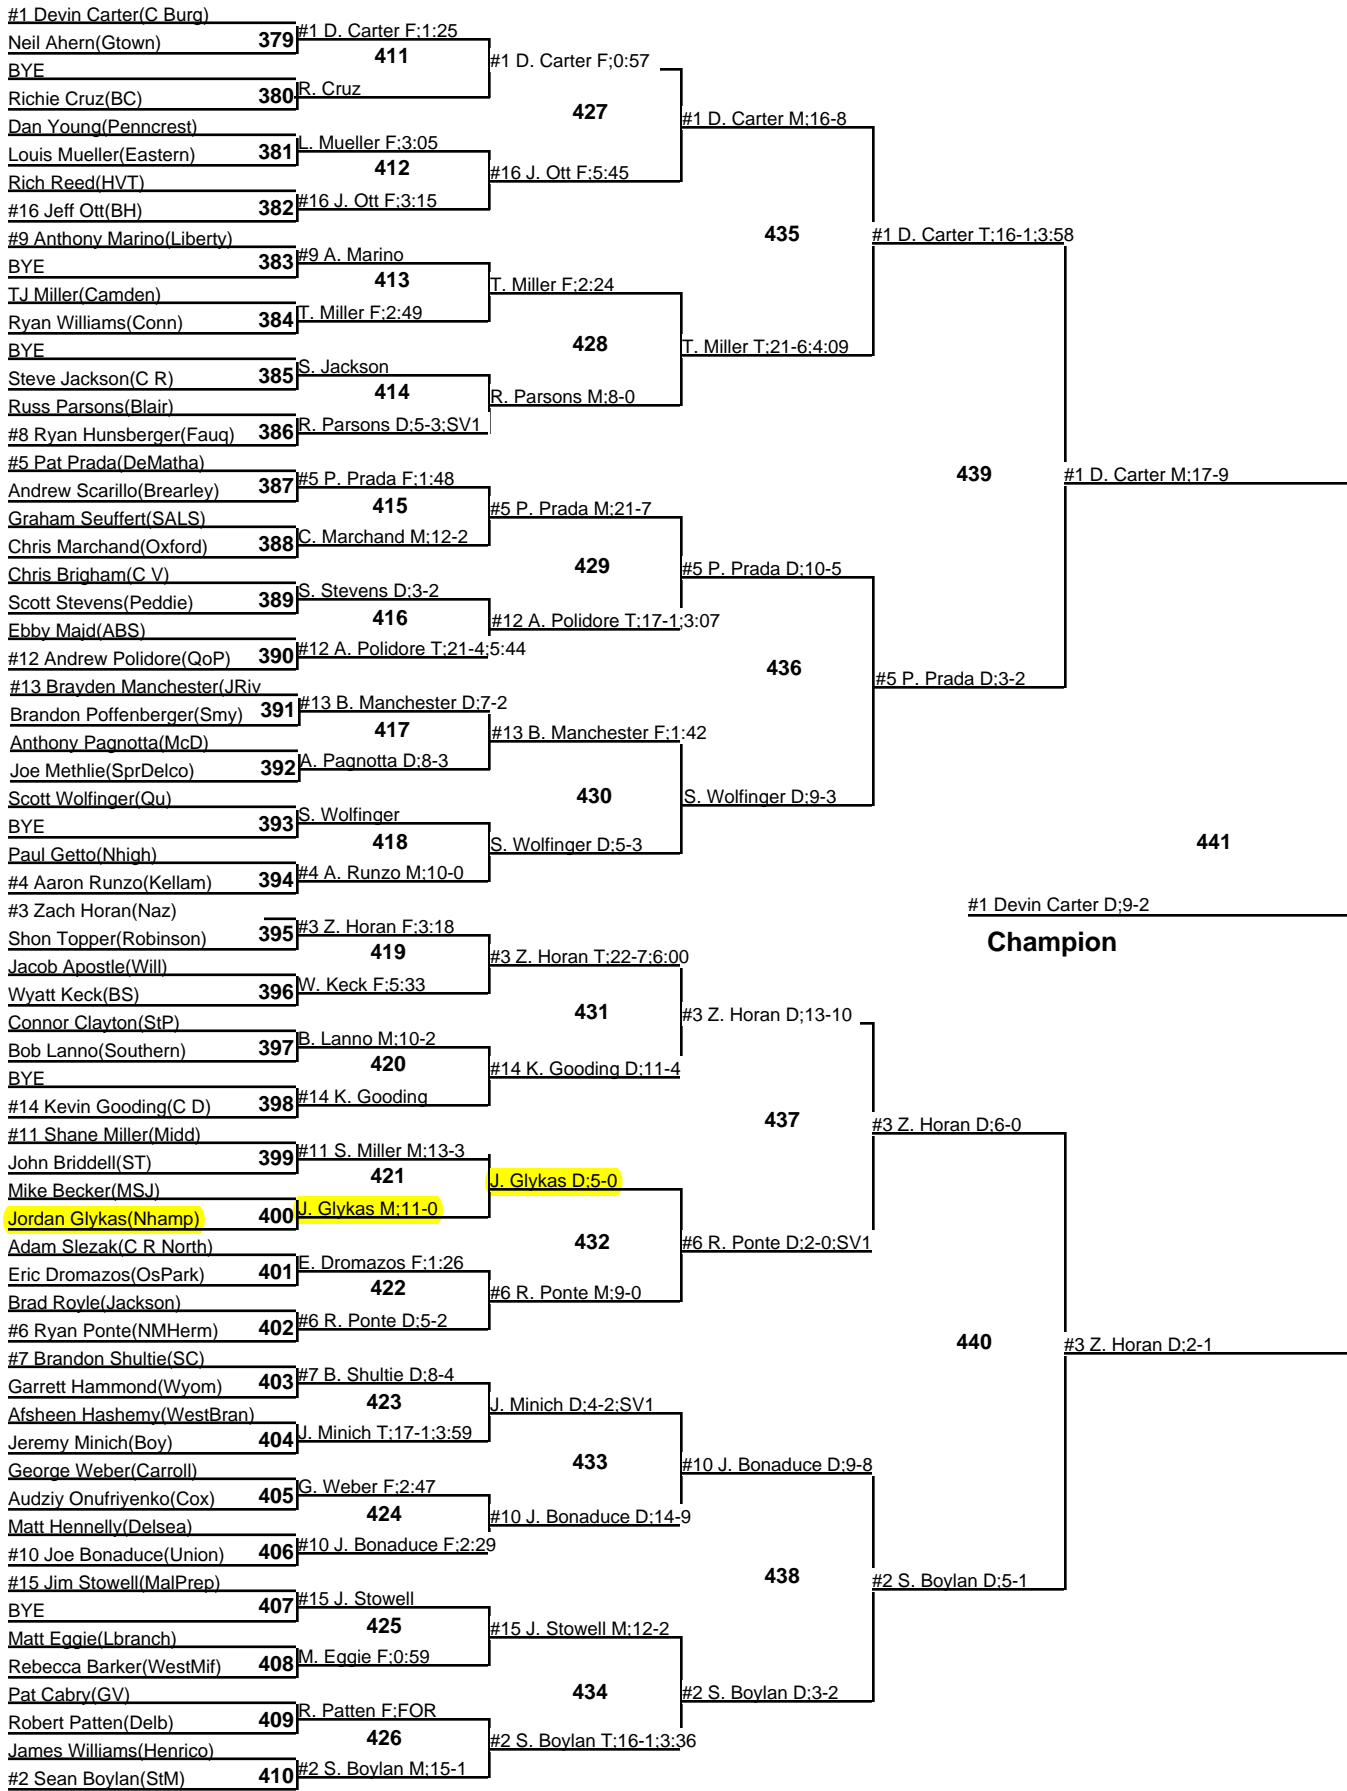 #1 Devin Carter(C Burg)
Neil Ahern(Gtown)
BYE
Richie Cruz(BC)
Dan Young(Penncrest)
Louis Mueller(Eastern)
Rich Reed(HVT)
#16 Jeff Ott(BH)
#9 Anthony Marino(Liberty)
BYE
TJ Miller(Camden)
Ryan Williams(Conn)
BYE
Steve Jackson(C R)
Russ Parsons(Blair)
#8 Ryan Hunsberger(Fauq)
#5 Pat Prada(DeMatha)
Andrew Scarillo(Brearley)
Graham Seuffert(SALS)
Chris Marchand(Oxford)
Chris Brigham(C V)
Scott Stevens(Peddie)
Ebby Majd(ABS)
#12 Andrew Polidore(QoP)
#13 Brayden Manchester(JRiv
Brandon Poffenberger(Smy)
Anthony Pagnotta(McD)
Joe Methlie(SprDelco)
Scott Wolfinger(Qu)
BYE
Paul Getto(Nhigh)
#4 Aaron Runzo(Kellam)
#3 Zach Horan(Naz)
Shon Topper(Robinson)
Jacob Apostle(Will)
Wyatt Keck(BS)
Connor Clayton(StP)
Bob Lanno(Southern)
BYE
#14 Kevin Gooding(C D)
#11 Shane Miller(Midd)
John Briddell(ST)
Mike Becker(MSJ)
Jordan Glykas(Nhamp)
Adam Slezak(C R North)
Eric Dromazos(OsPark)
Brad Royle(Jackson)
#6 Ryan Ponte(NMHerm)
#7 Brandon Shultie(SC)
Garrett Hammond(Wyom)
Afsheen Hashemy(WestBran)
Jeremy Minich(Boy)
George Weber(Carroll)
Audziy Onufriyenko(Cox)
Matt Hennelly(Delsea)
#10 Joe Bonaduce(Union)
#15 Jim Stowell(MalPrep)
BYE
Matt Eggie(Lbranch)
Rebecca Barker(WestMif)
Pat Cabry(GV)
Robert Patten(Delb)
James Williams(Henrico)
#2 Sean Boylan(StM)
379
380
381
382
383
384
385
386
387
388
389
390
391
392
393
394
395
396
397
398
399
400
401
402
403
404
405
406
407
408
409
410
#1 D. Carter F;1:25
411
R. Cruz
L. Mueller F;3:05
412
#16 J. Ott F;3:15
#9 A. Marino
413
T. Miller F;2:49
S. Jackson
414
R. Parsons D;5-3;SV1
#5 P. Prada F;1:48
415
C. Marchand M;12-2
S. Stevens D;3-2
416
#12 A. Polidore T;21-4;5:44
#13 B. Manchester D;7-2
417
A. Pagnotta D;8-3
S. Wolfinger
418
#4 A. Runzo M;10-0
#3 Z. Horan F;3:18
419
W. Keck F;5:33
B. Lanno M;10-2
420
#14 K. Gooding
#11 S. Miller M;13-3
421
J. Glykas M;11-0
E. Dromazos F;1:26
422
#6 R. Ponte D;5-2
#7 B. Shultie D;8-4
423
J. Minich T;17-1;3:59
G. Weber F;2:47
424
#10 J. Bonaduce F;2:29
#15 J. Stowell
425
M. Eggie F;0:59
R. Patten F;FOR
426
#2 S. Boylan M;15-1
#1 D. Carter F;0:57
427
#16 J. Ott F;5:45
T. Miller F;2:24
428
R. Parsons M;8-0
#5 P. Prada M;21-7
429
#12 A. Polidore T;17-1;3:07
#13 B. Manchester F;1:42
430
S. Wolfinger D;5-3
#3 Z. Horan T;22-7;6:00
431
#14 K. Gooding D;11-4
J. Glykas D;5-0
432
#6 R. Ponte M;9-0
J. Minich D;4-2;SV1
433
#10 J. Bonaduce D;14-9
#15 J. Stowell M;12-2
434
#2 S. Boylan T;16-1;3:36
#1 D. Carter M;16-8
435
T. Miller T;21-6;4:09
#5 P. Prada D;10-5
436
S. Wolfinger D;9-3
#3 Z. Horan D;13-10
437
#6 R. Ponte D;2-0;SV1
#10 J. Bonaduce D;9-8
438
#2 S. Boylan D;3-2
#1 D. Carter T;16-1;3:58
439
#5 P. Prada D;3-2
#3 Z. Horan D;6-0
440
#2 S. Boylan D;5-1
#1 D. Carter M;17-9
441
#3 Z. Horan D;2-1
#1 Devin Carter D;9-2
Champion